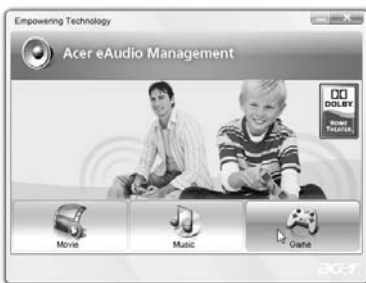 Empowering Technology
Acer eAudio Management
DOLBY
HOME
THEATER
Movie
Music
Game
acer